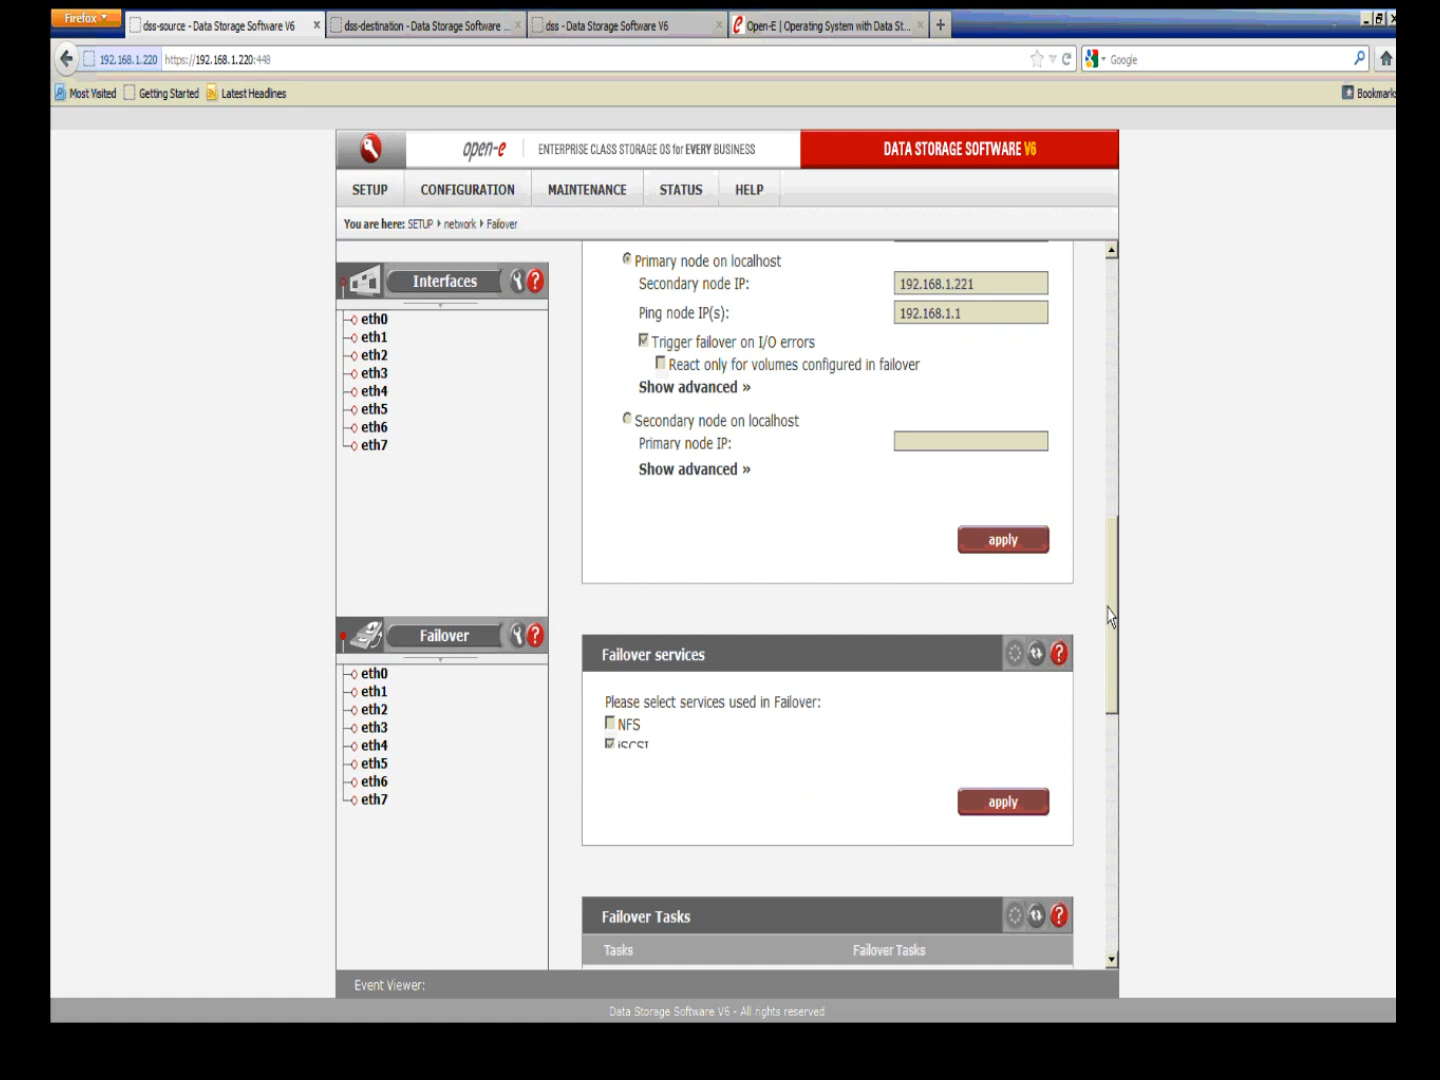 Firefox
dss-source - Data Storage Software V6
dss-destination - Data Storage Software ...
dss - Data Storage Software V6
Open-E | Operating System with Data St...
192.168.1.220 https://192.168.1.220:448
Google
Most Visited Getting Started Latest Headlines
Bookmark
open-e ENTERPRISE CLASS STORAGE OS for EVERY BUSINESS
DATA STORAGE SOFTWARE V6
SETUP CONFIGURATION MAINTENANCE STATUS HELP
You are here: SETUP network Failover
Interfaces
eth0
eth1
eth2
eth3
eth4
eth5
eth6
eth7
Failover
eth0
eth1
eth2
eth3
eth4
eth5
eth6
eth7
Primary node on localhost
Secondary node IP: 192.168.1.221
Ping node IP(s): 192.168.1.1
Trigger failover on I/O errors
React only for volumes configured in failover
Show advanced »
Secondary node on localhost
Primary node IP:
Show advanced »
apply
Failover services
Please select services used in Failover:
NFS
iSCSI
apply
Failover Tasks
Tasks Failover Tasks
Event Viewer:
Data Storage Software V6 - All rights reserved